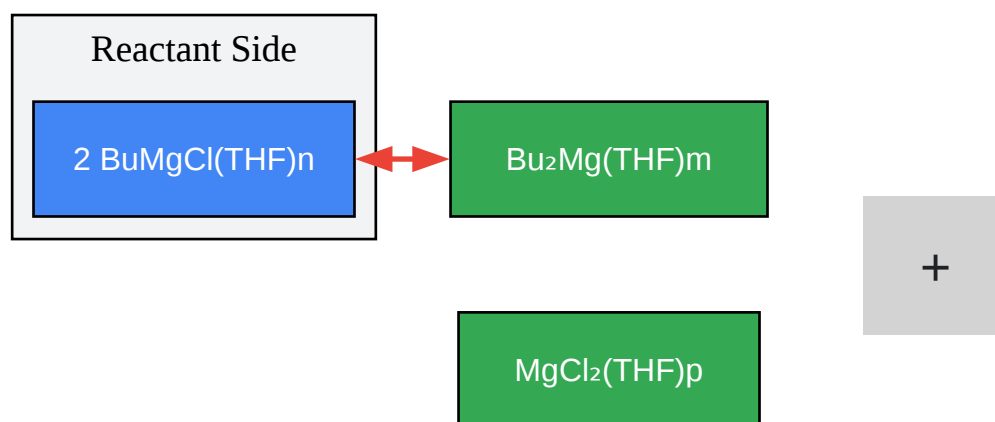 Reactant Side
2 BuMgCl(THF)n
Bu₂Mg(THF)m
+
MgCl₂(THF)p